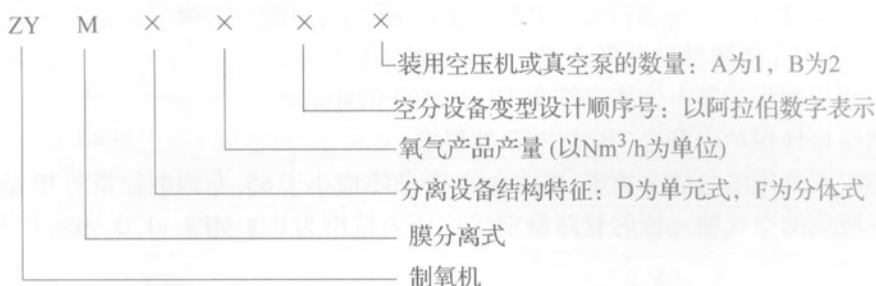 ZY M × × × ×
装用空压机或真空泵的数量：A为1，B为2
空分设备变型设计顺序号：以阿拉伯数字表示
氧气产品产量 (以Nm³/h为单位)
分离设备结构特征：D为单元式，F为分体式
膜分离式
制氧机